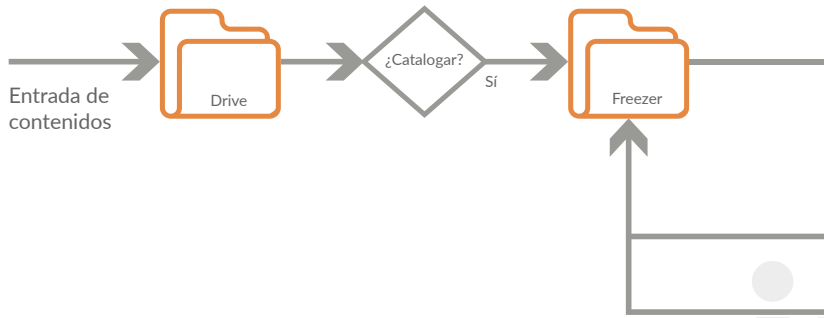 Entrada de
contenidos
Drive
¿Catalogar?
Sí
Freezer